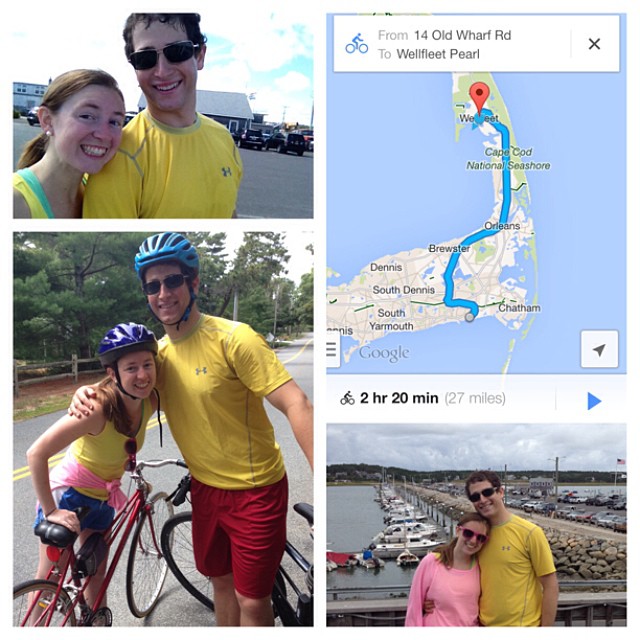 From 14 Old Wharf Rd
To Wellfleet Pearl
Wellfleet
Cape Cod
National Seashore
Orleans
Brewster
Dennis
South Dennis
Chatham
South
Yarmouth
nnis
Google
2 hr 20 min (27 miles)